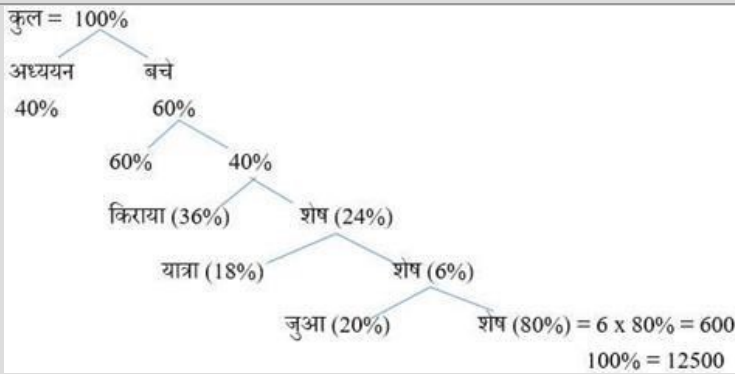 कुल = 100%
अध्ययन बचे
40% 60%
60% 40%
किराया (36%) शेष (24%)
यात्रा (18%) शेष (6%)
जुआ (20%) शेष (80%) = 6 x 80% = 600
100% = 12500